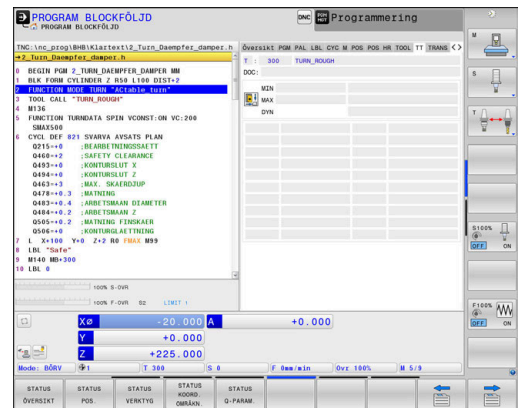 PROGRAM BLOCKFÖLJD
PROGRAM BLOCKFÖLJD
DNC
Programmering
TNC:\nc_prog\BHB\Klartext\2_Turn_Daempfer_damper.h
→2_Turn_Daempfer_damper.h
0 BEGIN PGM 2_TURN_DAEMPFER_DAMPER MM
1 BLK FORM CYLINDER Z R50 L100 DIST+2
2 FUNCTION MODE TURN "ACtable_turn"
3 TOOL CALL "TURN_ROUGH"
4 M136
5 FUNCTION TURNDATA SPIN VCONST:ON VC:200
SMAX500
6 CYCL DEF 821 SVARVA AVSATS PLAN
Q215=+0 ;BEARBETNINGSSAETT
Q460=+2 ;SAFETY CLEARANCE
Q493=+0 ;KONTURSLUT X
Q494=+0 ;KONTURSLUT Z
Q463=+3 ;MAX. SKAERDJUP
Q478=+0.3 ;MATNING
Q483=+0.4 ;ARBETSMAAN DIAMETER
Q484=+0.2 ;ARBETSMAAN Z
Q505=+0.2 ;MATNING FINSKAER
Q506=+0 ;KONTURGLAETTNING
7 L X+100 Y+0 Z+2 R0 FMAX M99
8 LBL "Safe"
9 M140 MB+300
10 LBL 0
Översikt PGM PAL LBL CYC M POS POS HR TOOL TT TRANS
T : 300 TURN_ROUGH
DOC:
MIN
MAX
DYN
100% S-OVR
100% F-OVR S2 LIMIT 1
X -20.000 A +0.000
Y +0.000
Z +225.000
Mode: BÖRV 1 T 300 S 0 F 0mm/min Ovr 100% M 5/9
STATUS ÖVERSIKT
STATUS POS.
STATUS VERKTYG
STATUS KOORD. OMRÄKN.
STATUS Q-PARAM.
M
S
T
S100%
OFF ON
F100%
OFF ON